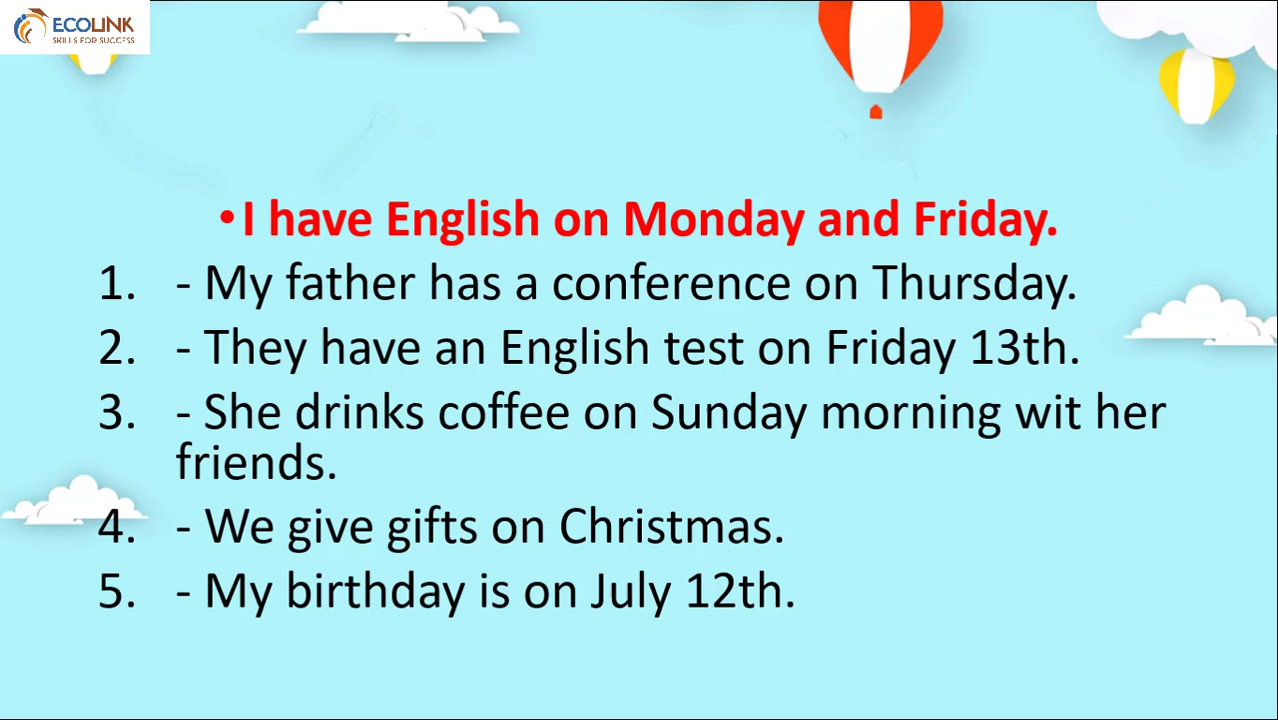 ECOLINK
SKILLS FOR SUCCESS
•I have English on Monday and Friday.
1. - My father has a conference on Thursday.
2. - They have an English test on Friday 13th.
3. - She drinks coffee on Sunday morning wit her
friends.
4. - We give gifts on Christmas.
5. - My birthday is on July 12th.